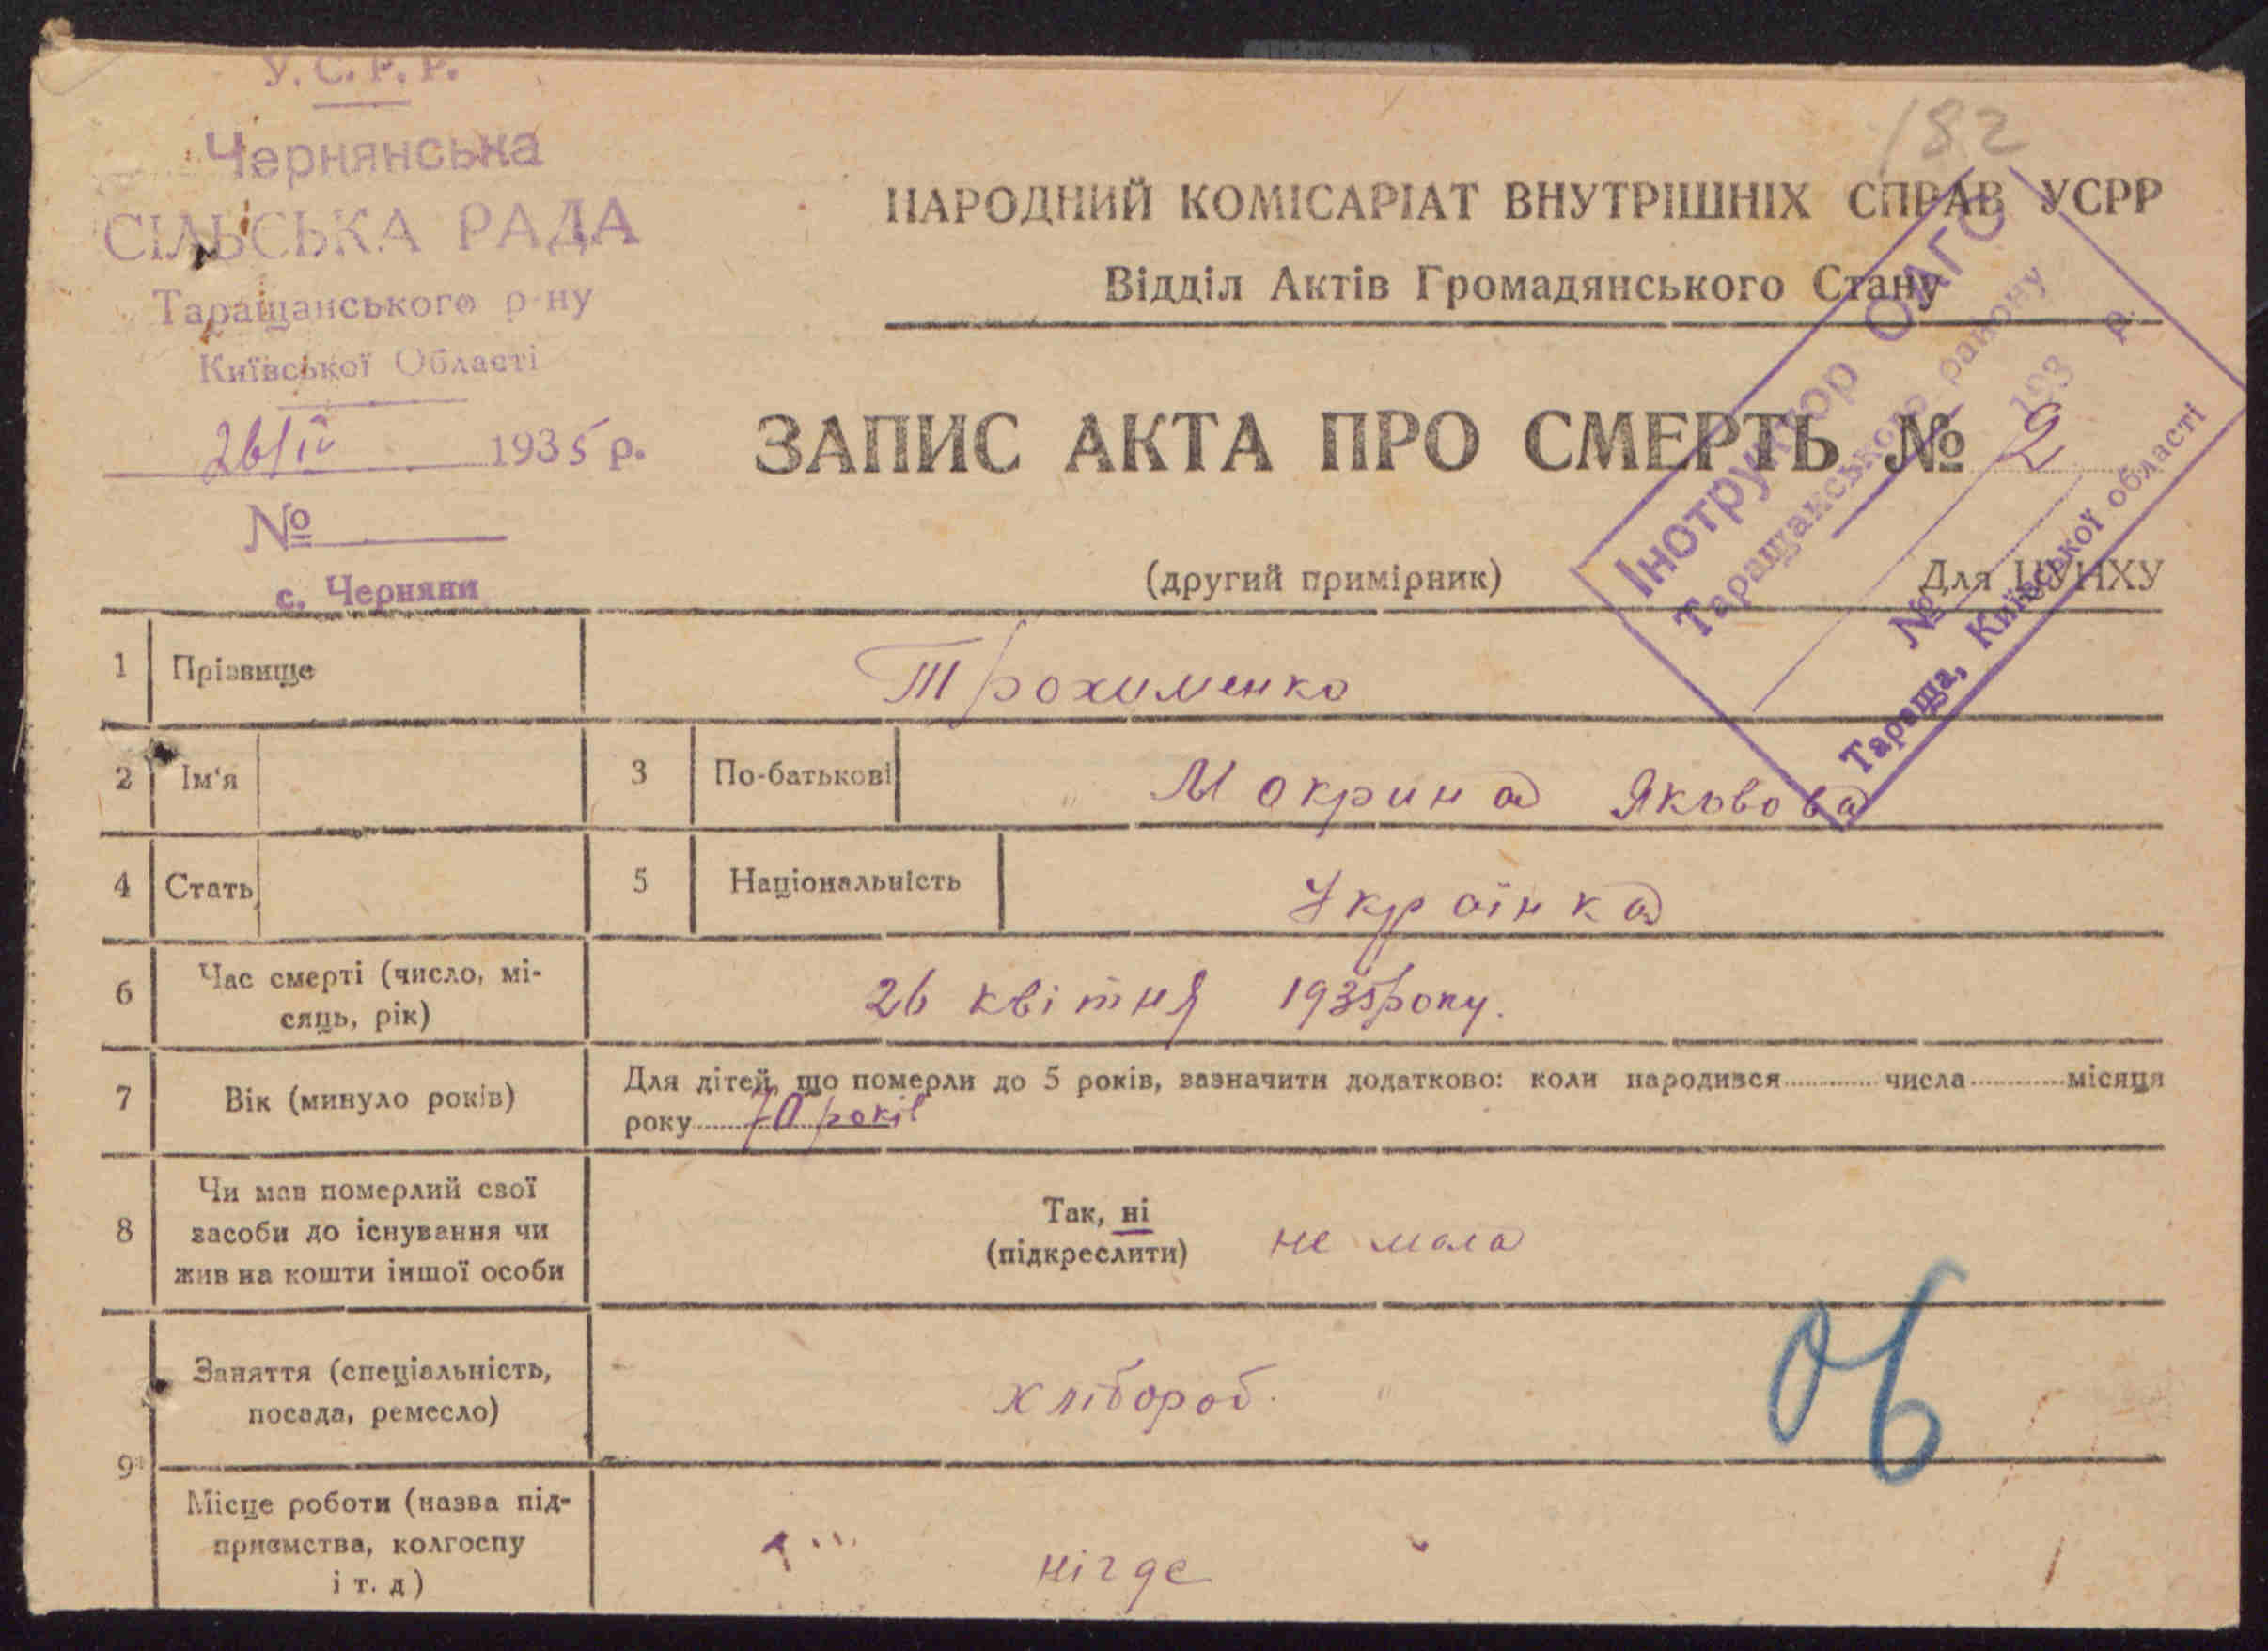 У.С.Р.Р.
Чернянська
СІЛЬСЬКА РАДА
Таращанського р-ну
Київської Області
26/IV 1935 р.
№
с. Черняни
182
НАРОДНИЙ КОМІСАРІАТ ВНУТРІШНІХ СПРАВ УСРР
Відділ Актів Громадянського Стану
ЗАПИС АКТА ПРО СМЕРТЬ № 2
(другий примірник)
Для ЦУНХУ
Інструктор ОАГС
Таращанського району
193 р.
№
Тараща, Київської області
1 Прізвище Трохименко
2 Ім'я 3 По-батькові Мокрина Яковова
4 Стать 5 Національність Українка
6 Час смерті (число, мі-
сяць, рік) 26 квітня 1935 року.
7 Вік (минуло років) Для дітей, що померли до 5 років, зазначити додатково: коли народився числа місяця
року 70 років
8 Чи мав померлий свої
засоби до існування чи
жив на кошти іншої особи
Так, ні
(підкреслити) не мала
9 Заняття (спеціальність,
посада, ремесло) хлібороб.
Об
Місце роботи (назва під-
приємства, колгоспу
і т. д) нігде